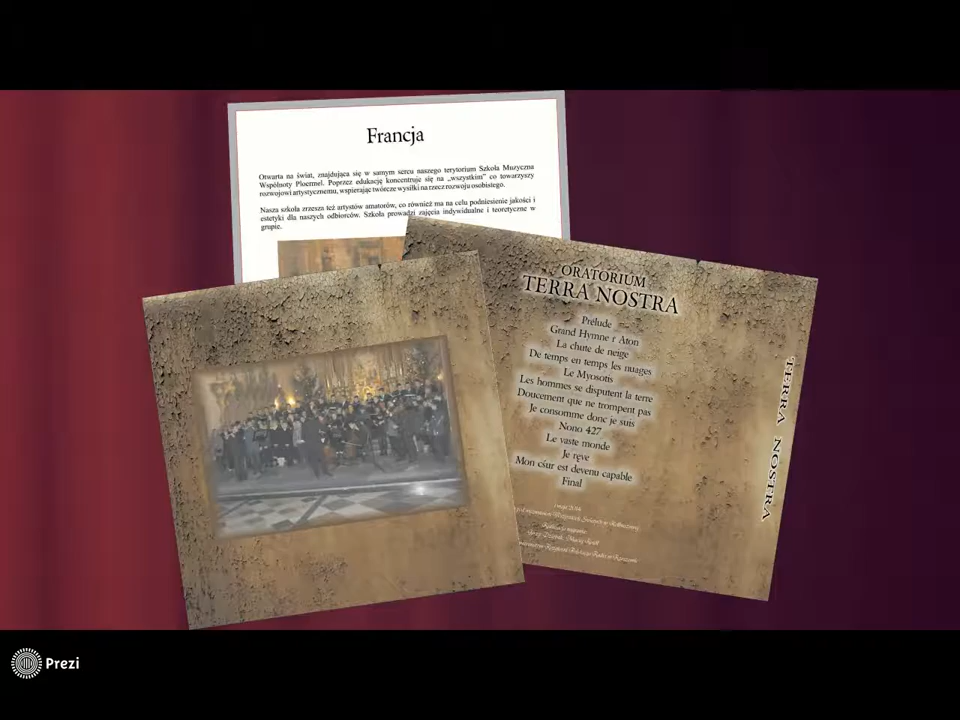 Francja
Otwarta na świat, znajdująca się w samym sercu naszego terytorium Szkoła Muzyczna
Wspólnoty Ploermel. Poprzez edukację koncentruje się na „wszystkim” co towarzyszy
rozwojowi artystycznemu, wspierając twórcze wysiłki na rzecz rozwoju osobistego.
Nasza szkoła zrzesza też artystów amatorów, co również ma na celu podniesienie jakości i
estetyki dla naszych odbiorców. Szkoła prowadzi zajęcia indywidualne i teoretyczne w
grupie.
ORATORIUM
TERRA NOSTRA
Prélude
Grand Hymne r Aton
La chute de neige
De temps en temps les nuages
Le Myosotis
Les hommes se disputent la terre
Doucement que ne trompent pas
Je consomme donc je suis
Nono 427
Le vaste monde
Je ręve
Mon cśur est devenu capable
Final
TERRA NOSTRA
Prezi